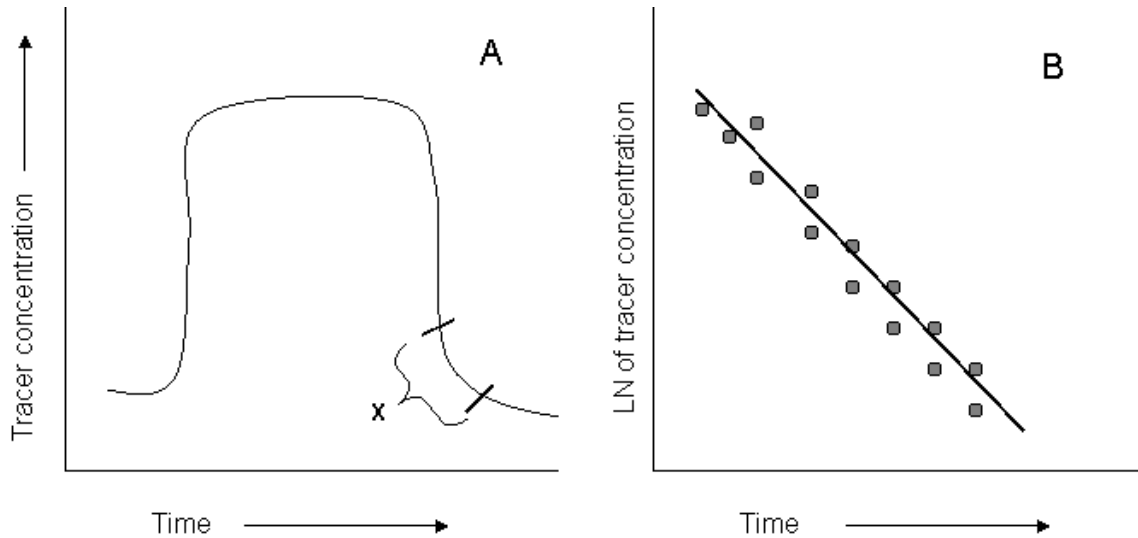 A
Tracer concentration
x
Time
B
LN of tracer concentration
Time